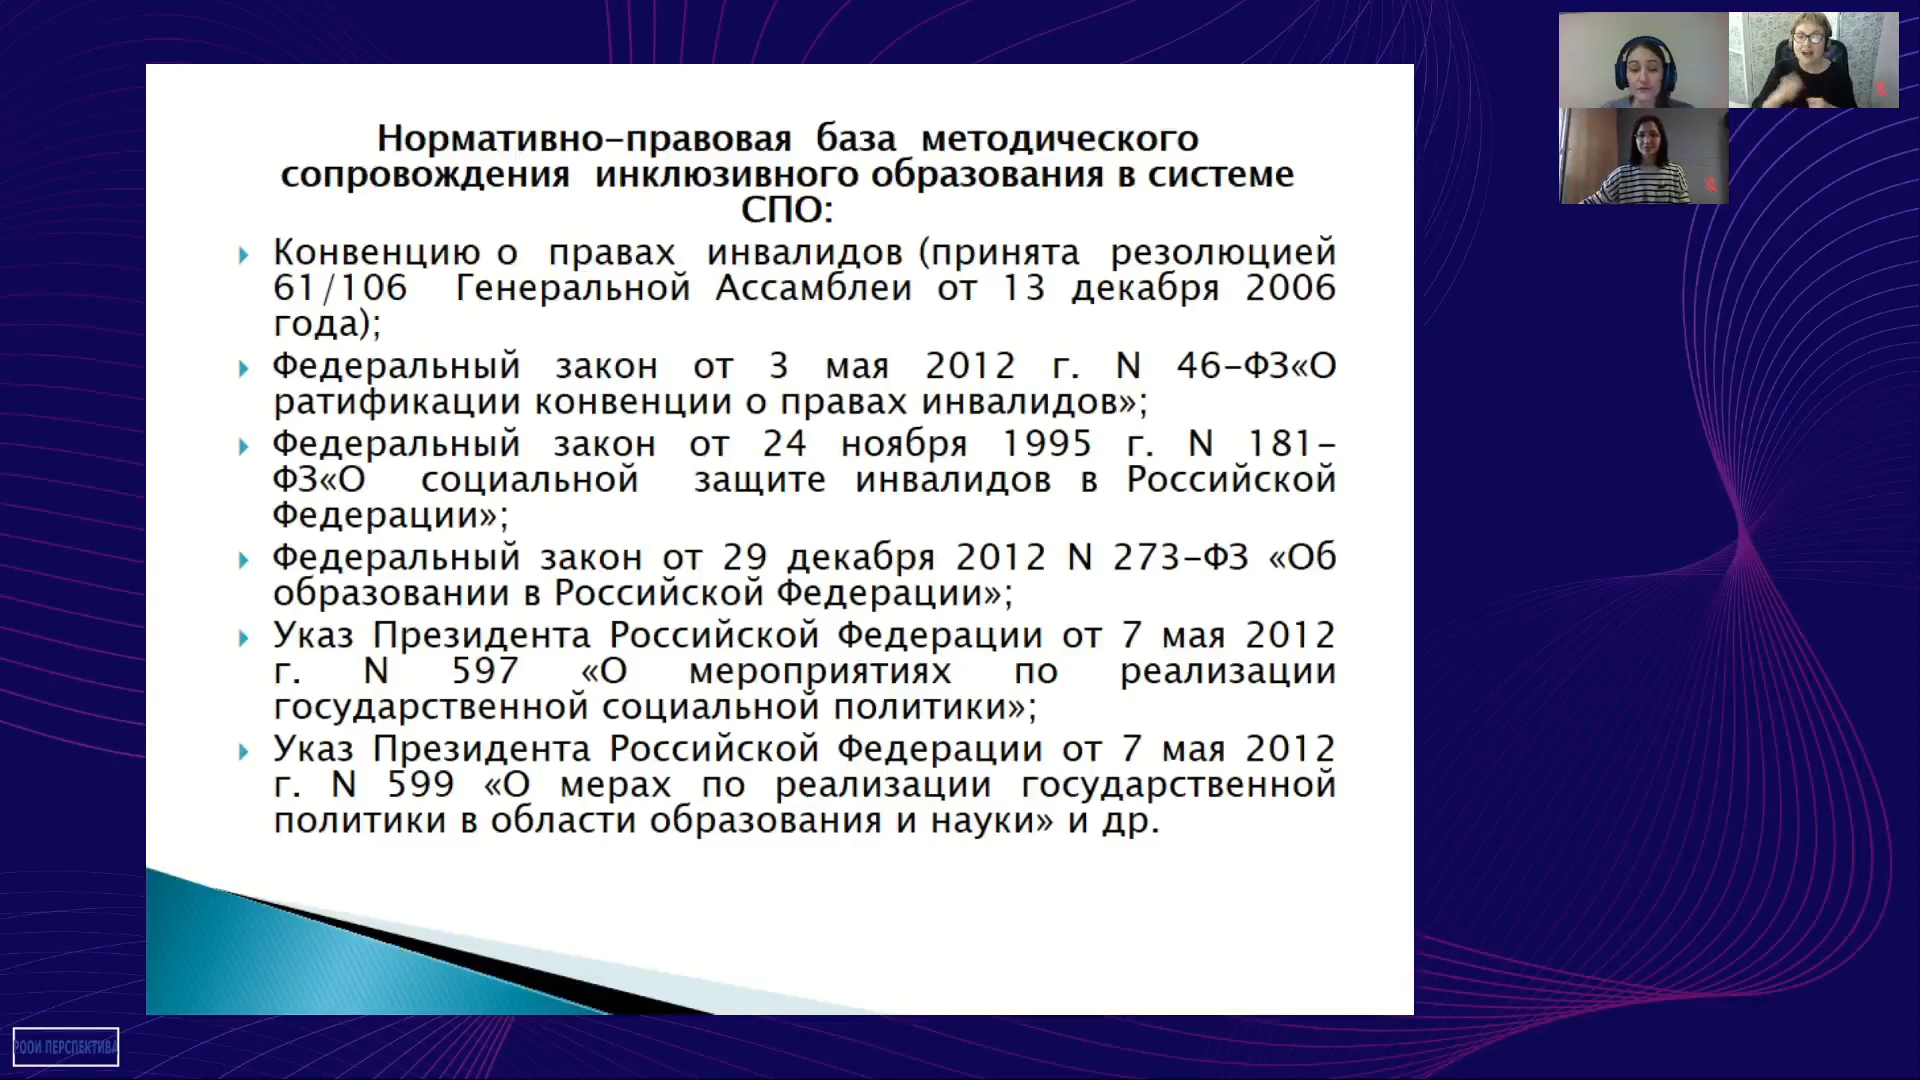 Нормативно-правовая база методического
сопровождения инклюзивного образования в системе
СПО:
Конвенцию о правах инвалидов (принята резолюцией
61/106 Генеральной Ассамблеи от 13 декабря 2006
года);
Федеральный закон от 3 мая 2012 г. N 46-ФЗ«О
ратификации конвенции о правах инвалидов»;
Федеральный закон от 24 ноября 1995 г. N 181-
ФЗ«О социальной защите инвалидов в Российской
Федерации»;
Федеральный закон от 29 декабря 2012 N 273-ФЗ «Об
образовании в Российской Федерации»;
Указ Президента Российской Федерации от 7 мая 2012
г. N 597 «О мероприятиях по реализации
государственной социальной политики»;
Указ Президента Российской Федерации от 7 мая 2012
г. N 599 «О мерах по реализации государственной
политики в области образования и науки» и др.
РООИ ПЕРСПЕКТИВА